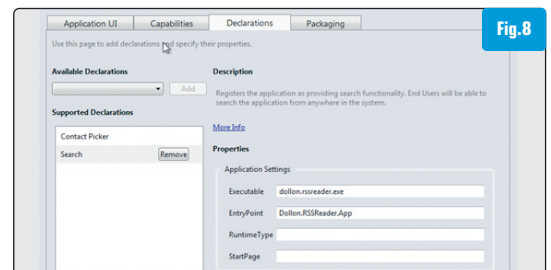 Fig.8
Application UI Capabilities Declarations Packaging
Use this page to add declarations and specify their properties.
Available Declarations
Add
Supported Declarations
Contact Picker
Search Remove
Description
Registers the application as providing search functionality. End Users will be able to
search the application from anywhere in the system.
More Info
Properties
Application Settings
Executable dollon.rssreader.exe
EntryPoint Dollon.RSSReader.App
RuntimeType
StartPage